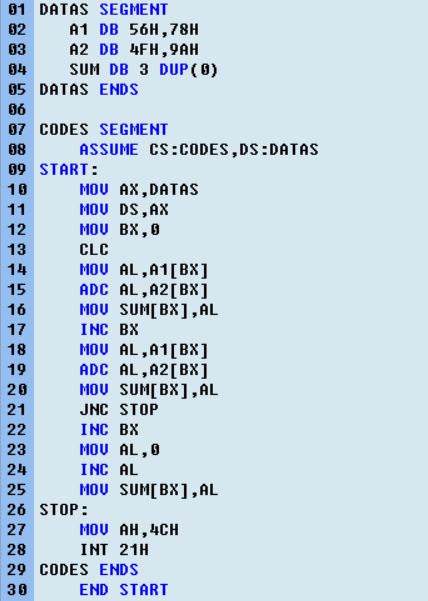 01 DATAS SEGMENT
02 A1 DB 56H,78H
03 A2 DB 4FH,9AH
04 SUM DB 3 DUP(0)
05 DATAS ENDS
06
07 CODES SEGMENT
08 ASSUME CS:CODES,DS:DATAS
09 START:
10 MOV AX,DATAS
11 MOV DS,AX
12 MOV BX,0
13 CLC
14 MOV AL,A1[BX]
15 ADC AL,A2[BX]
16 MOV SUM[BX],AL
17 INC BX
18 MOV AL,A1[BX]
19 ADC AL,A2[BX]
20 MOV SUM[BX],AL
21 JNC STOP
22 INC BX
23 MOV AL,0
24 INC AL
25 MOV SUM[BX],AL
26 STOP:
27 MOV AH,4CH
28 INT 21H
29 CODES ENDS
30 END START